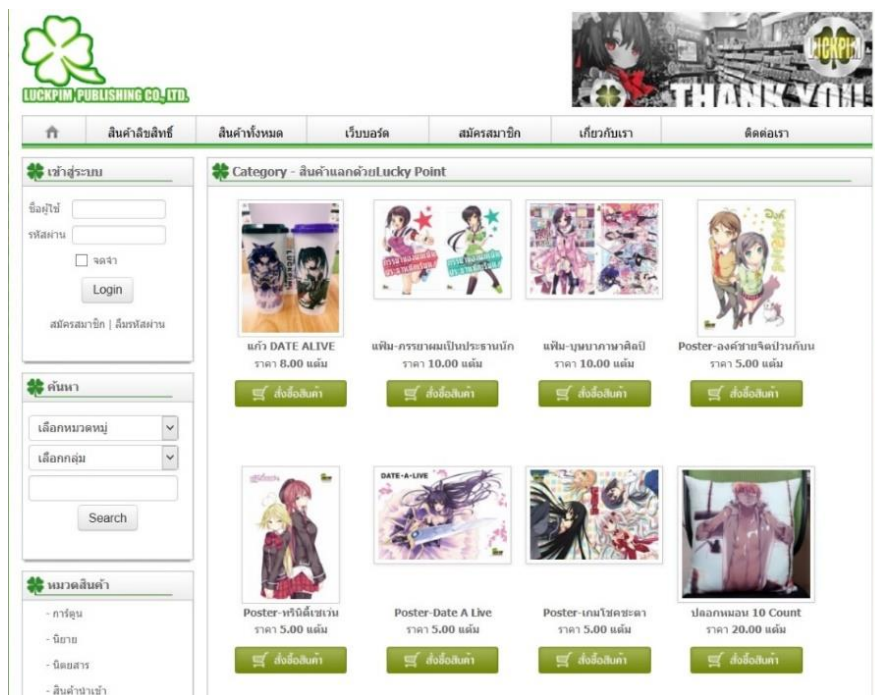 LUCKPIM PUBLISHING CO., LTD.
LUCKPIM
THANK YOU
สินค้าลิขสิทธิ์
สินค้าทั้งหมด
เว็บบอร์ด
สมัครสมาชิก
เกี่ยวกับเรา
ติดต่อเรา
เข้าสู่ระบบ
ชื่อผู้ใช้
รหัสผ่าน
จดจำ
Login
สมัครสมาชิก | ลืมรหัสผ่าน
ค้นหา
เลือกหมวดหมู่
เลือกกลุ่ม
Search
หมวดสินค้า
- การ์ตูน
- นิยาย
- นิตยสาร
- สินค้านำเข้า
Category - สินค้าแลกด้วยLucky Point
แก้ว DATE ALIVE
ราคา 8.00 แต้ม
สั่งซื้อสินค้า
แฟ้ม-ภรรยาผมเป็นประธานนัก
ราคา 10.00 แต้ม
สั่งซื้อสินค้า
แฟ้ม-บุษบาภาษาศิลป์
ราคา 10.00 แต้ม
สั่งซื้อสินค้า
Poster-องค์ชายจิตป่วนกับน
ราคา 5.00 แต้ม
สั่งซื้อสินค้า
Poster-ทรินิตี้เซเว่น
ราคา 5.00 แต้ม
สั่งซื้อสินค้า
DATE·A·LIVE
Poster-Date A Live
ราคา 5.00 แต้ม
สั่งซื้อสินค้า
Poster-เกมโชคชะตา
ราคา 5.00 แต้ม
สั่งซื้อสินค้า
ปลอกหมอน 10 Count
ราคา 20.00 แต้ม
สั่งซื้อสินค้า